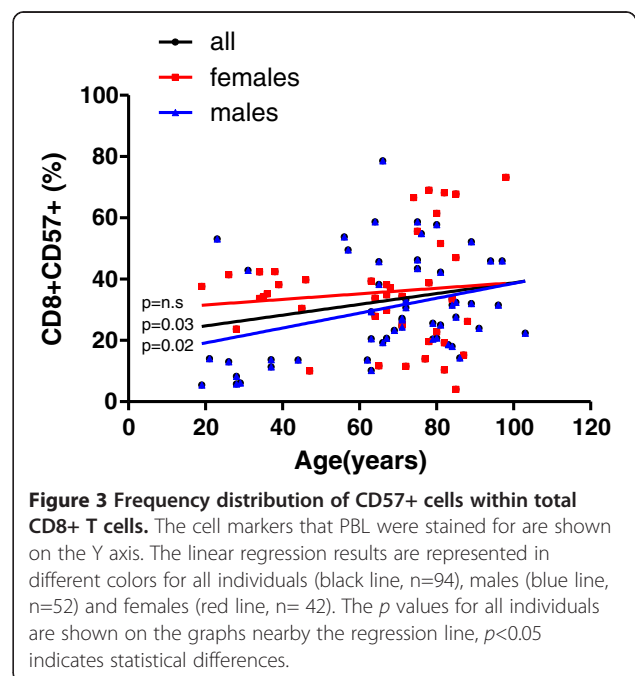 all
females
males
100
80
60
40
20
0
CD8+CD57+ (%)
p=n.s
p=0.03
p=0.02
0 20 40 60 80 100 120
Age(years)
Figure 3 Frequency distribution of CD57+ cells within total
CD8+ T cells. The cell markers that PBL were stained for are shown
on the Y axis. The linear regression results are represented in
different colors for all individuals (black line, n=94), males (blue line,
n=52) and females (red line, n= 42). The p values for all individuals
are shown on the graphs nearby the regression line, p<0.05
indicates statistical differences.